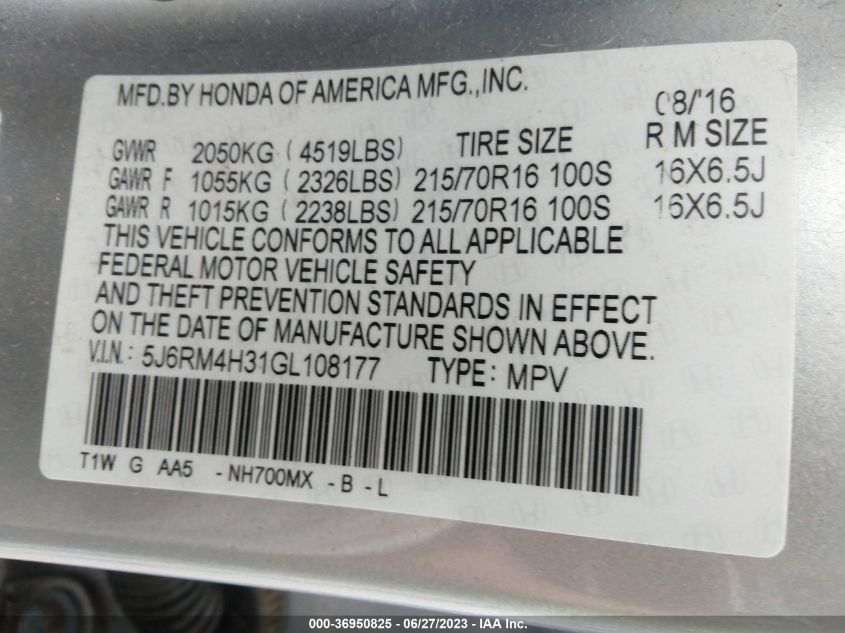 MFD.BY HONDA OF AMERICA MFG.,INC. 08/'16
GVWR 2050KG ( 4519LBS) TIRE SIZE R M SIZE
GAWR F 1055KG ( 2326LBS) 215/70R16 100S 16X6.5J
GAWR R 1015KG ( 2238LBS) 215/70R16 100S 16X6.5J
THIS VEHICLE CONFORMS TO ALL APPLICABLE
FEDERAL MOTOR VEHICLE SAFETY
AND THEFT PREVENTION STANDARDS IN EFFECT
ON THE DATE OF MANUFACTURE SHOWN ABOVE.
V.I.N.: 5J6RM4H31GL108177 TYPE: MPV
T1W G AA5 -NH700MX -B -L
000-36950825 - 06/27/2023 - IAA Inc.